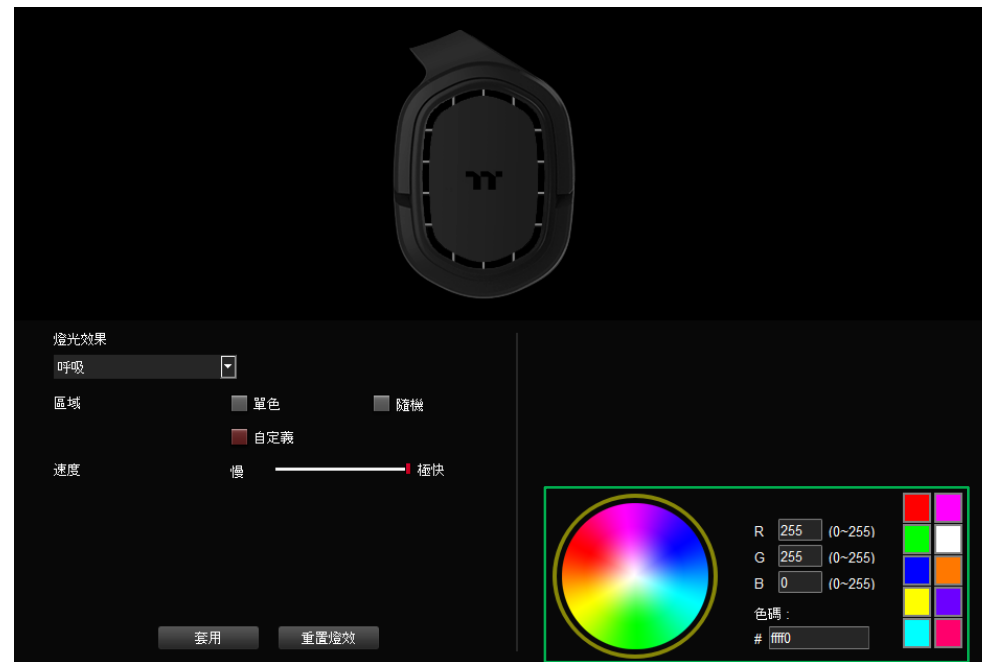 燈光效果
呼吸
區域
單色
隨機
自定義
速度
慢
極快
套用
重置燈效
R 255 (0~255)
G 255 (0~255)
B 0 (0~255)
色碼 :
# ffff0